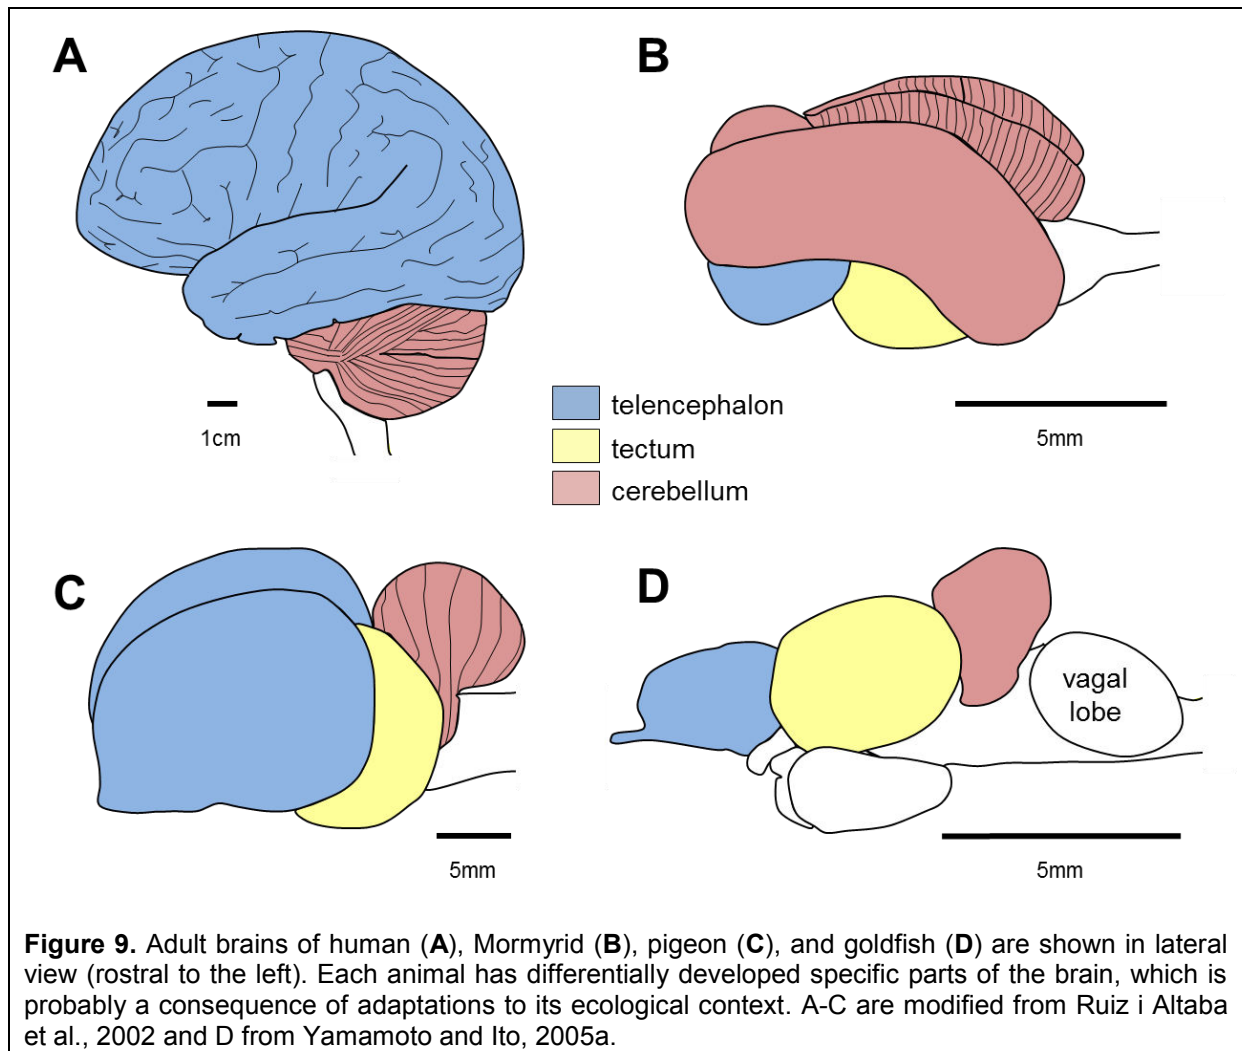 A
B
1cm
telencephalon
tectum
cerebellum
5mm
C
D
vagal
lobe
5mm
5mm
Figure 9. Adult brains of human (A), Mormyrid (B), pigeon (C), and goldfish (D) are shown in lateral
view (rostral to the left). Each animal has differentially developed specific parts of the brain, which is
probably a consequence of adaptations to its ecological context. A-C are modified from Ruiz i Altaba
et al., 2002 and D from Yamamoto and Ito, 2005a.